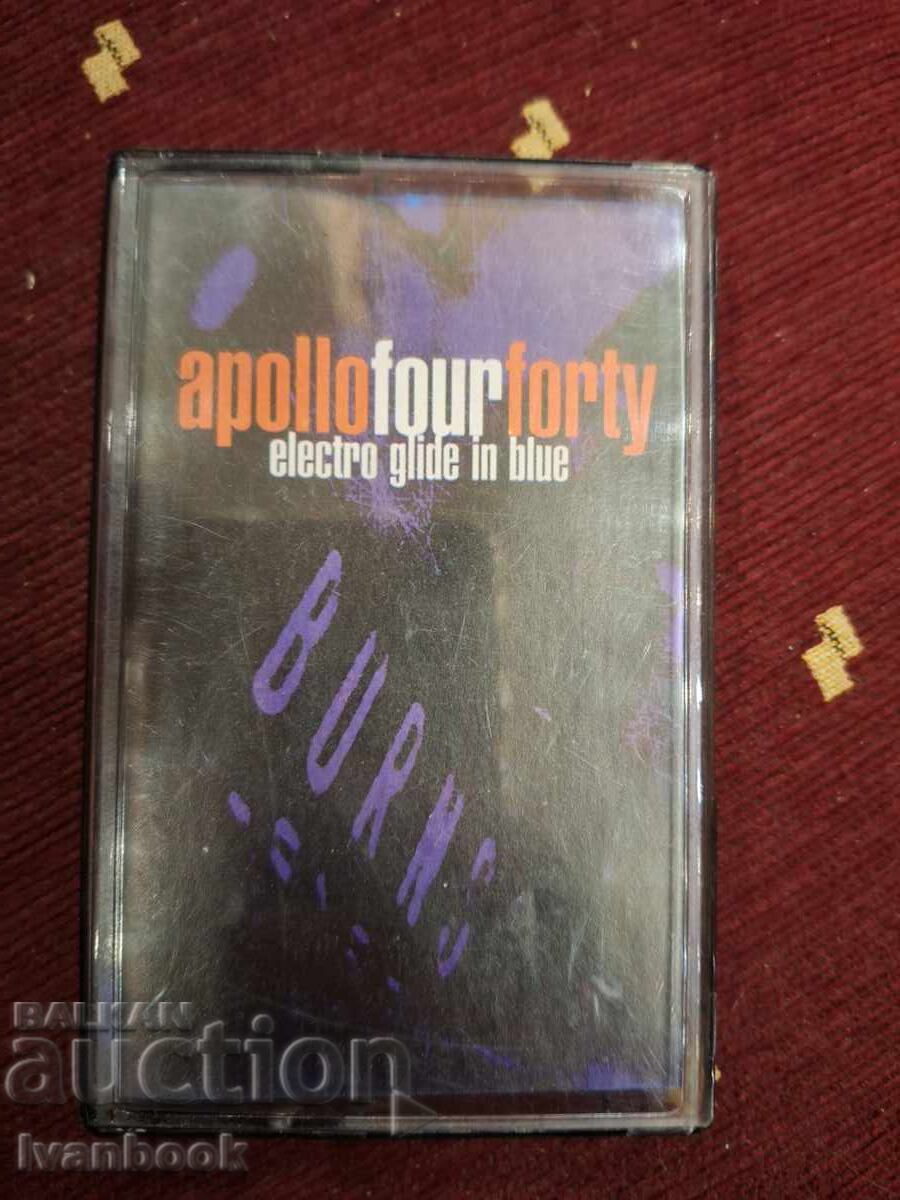 apollofourforty
electro glide in blue
BURNS
BALKAN
auction
Ivanbook